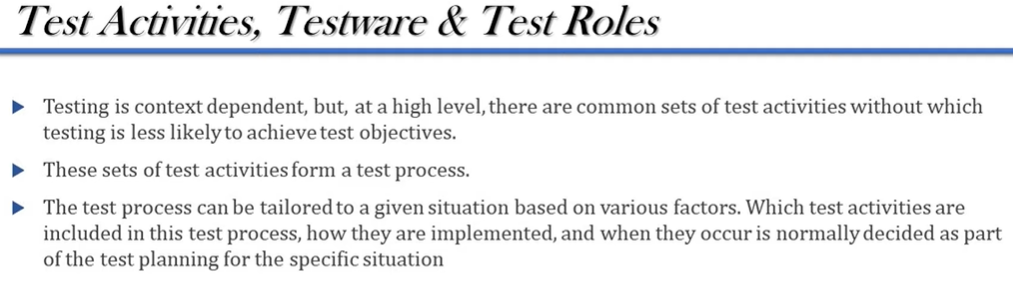 Test Activities, Testware & Test Roles
Testing is context dependent, but, at a high level, there are common sets of test activities without which
testing is less likely to achieve test objectives.
These sets of test activities form a test process.
The test process can be tailored to a given situation based on various factors. Which test activities are
included in this test process, how they are implemented, and when they occur is normally decided as part
of the test planning for the specific situation